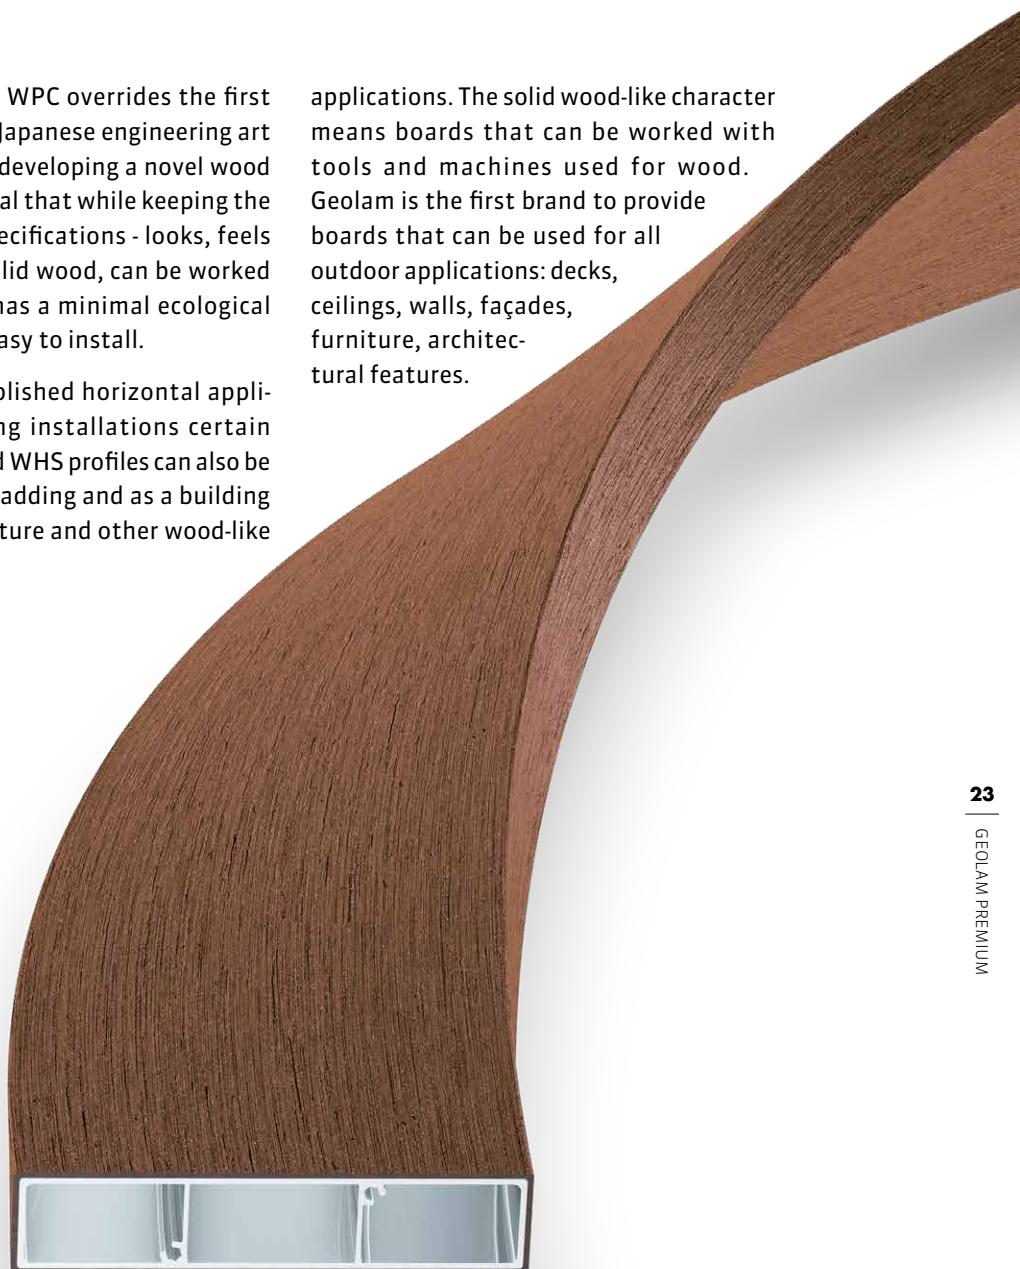 WPC overrides the first
Japanese engineering art
developing a novel wood
al that while keeping the
ecifications - looks, feels
lid wood, can be worked
has a minimal ecological
asy to install.
plished horizontal appli-
ng installations certain
d WHS profiles can also be
adding and as a building
ture and other wood-like
applications. The solid wood-like character
means boards that can be worked with
tools and machines used for wood.
Geolam is the first brand to provide
boards that can be used for all
outdoor applications: decks,
ceilings, walls, façades,
furniture, architec-
tural features.
23
GEOLAM PREMIUM